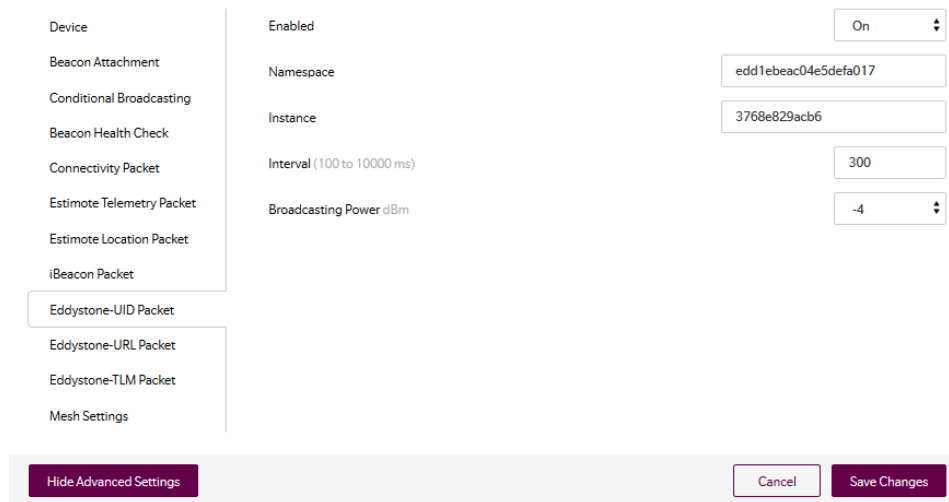 Device
Beacon Attachment
Conditional Broadcasting
Beacon Health Check
Connectivity Packet
Estimote Telemetry Packet
Estimote Location Packet
iBeacon Packet
Eddystone-UID Packet
Eddystone-URL Packet
Eddystone-TLM Packet
Mesh Settings
Enabled On
Namespace edd1ebeac04e5defa017
Instance 3768e829acb6
Interval (100 to 10000 ms) 300
Broadcasting Power dBm -4
Hide Advanced Settings Cancel Save Changes